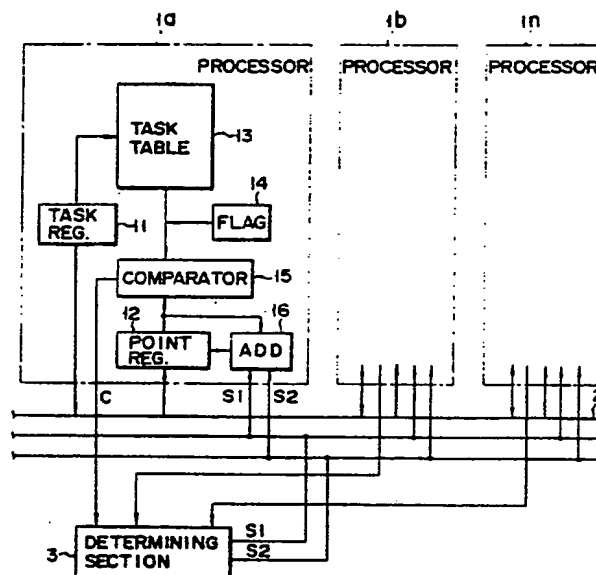 1a
1b
1n
PROCESSOR
PROCESSOR
PROCESSOR
TASK
TABLE
13
14
TASK
REG.
11
FLAG
COMPARATOR
15
12
16
POINT
REG.
ADD
C
S1
S2
2
3
DETERMINING
SECTION
S1
S2